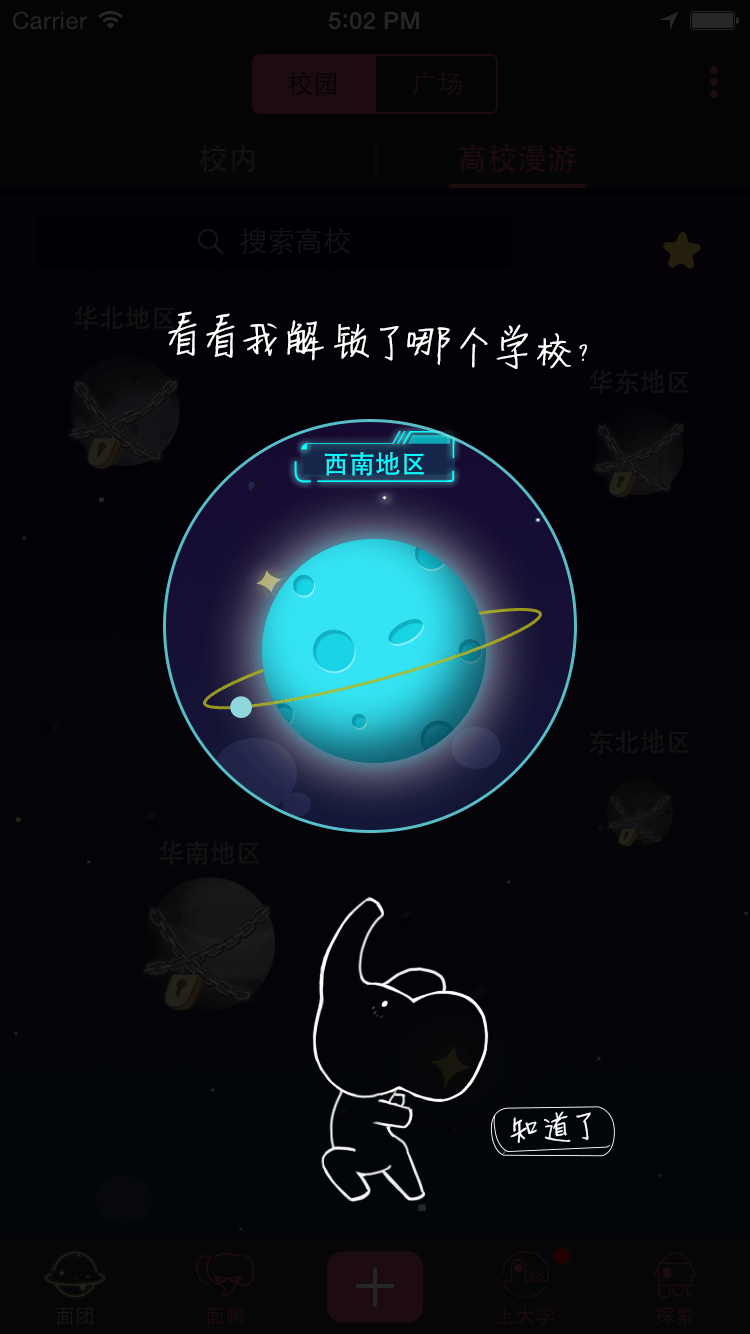 Carrier 5:02 PM
校园 广场
校内 高校漫游
搜索高校
华北地区
看看我解锁了哪个学校?
华东地区
西南地区
东北地区
华南地区
知道了
面团 面聊 上大学 探索